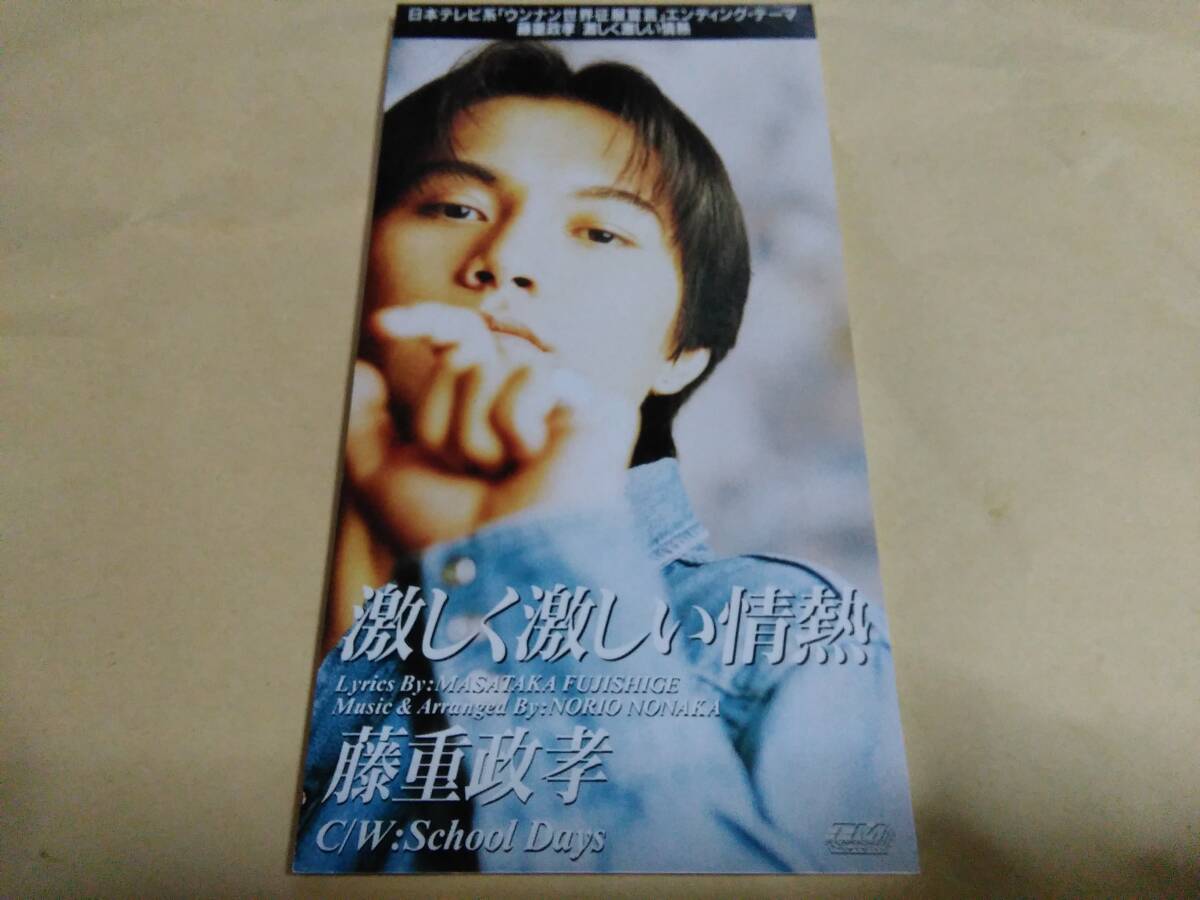 日本テレビ系「ウンナン世界征服宣言」エンディング・テーマ
藤重政孝 激しく激しい情熱
激しく激しい情熱
Lyrics By:MASATAKA FUJISHIGE
Music & Arranged By:NORIO NONAKA
藤重政孝
C/W:School Days